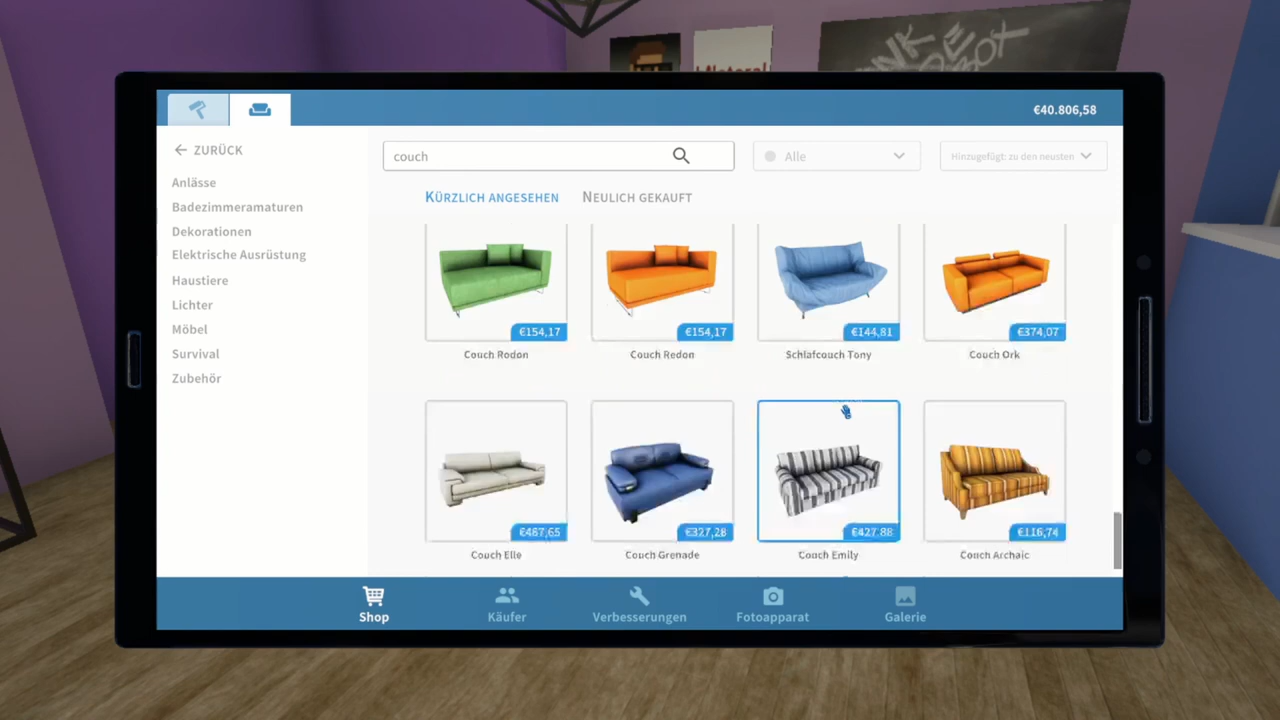 €40.806,58
ZURÜCK
couch
Alle
Hinzugefügt: zu den neusten
Anlässe
Badezimmeramaturen
Dekorationen
Elektrische Ausrüstung
Haustiere
Lichter
Möbel
Survival
Zubehör
KÜRZLICH ANGESEHEN
NEULICH GEKAUFT
€154,17
€154,17
€144,81
€374,07
Couch Rodon
Couch Redon
Schlafcouch Tony
Couch Ork
€467,65
€327,28
€427,88
€116,74
Couch Elle
Couch Grenade
Couch Emily
Couch Archaic
Shop
Käufer
Verbesserungen
Fotoapparat
Galerie